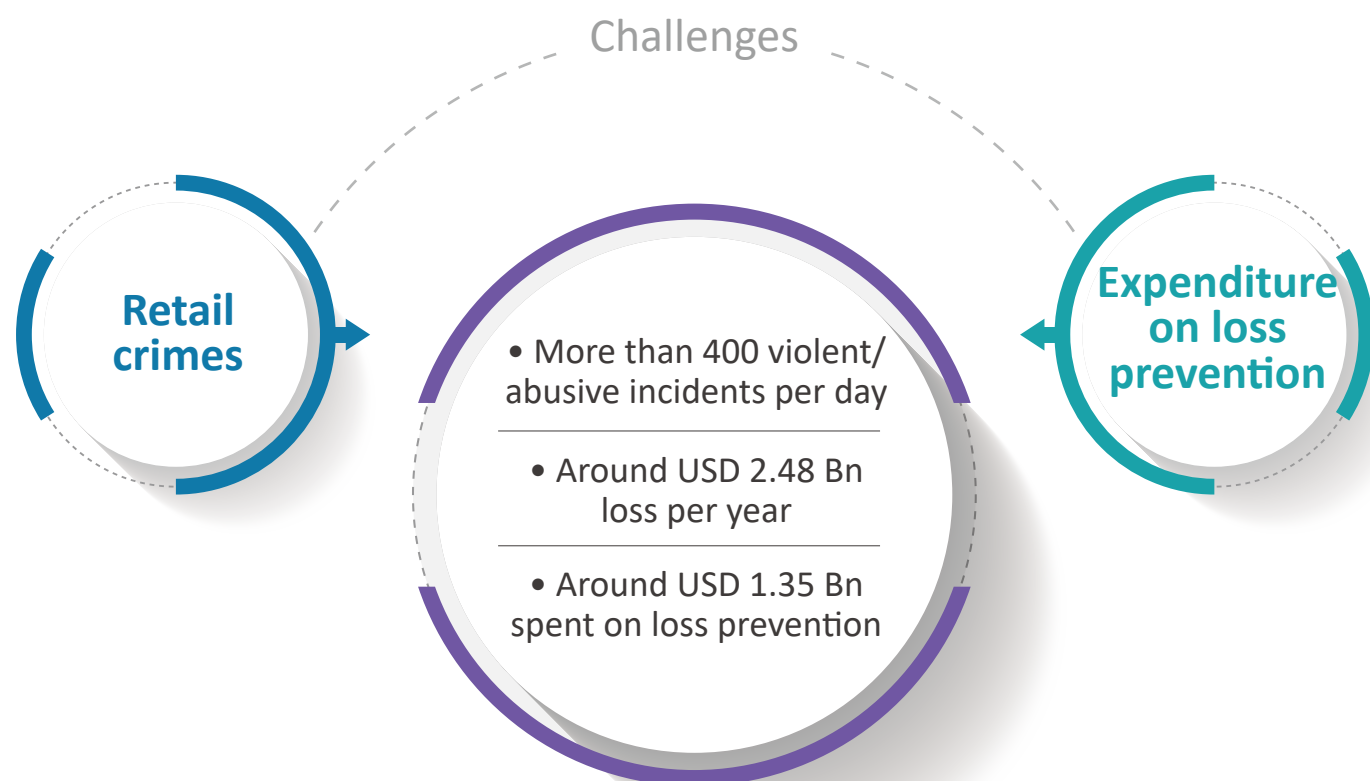 Challenges
Retail
crimes
• More than 400 violent/
abusive incidents per day
• Around USD 2.48 Bn
loss per year
• Around USD 1.35 Bn
spent on loss prevention
Expenditure
on loss
prevention